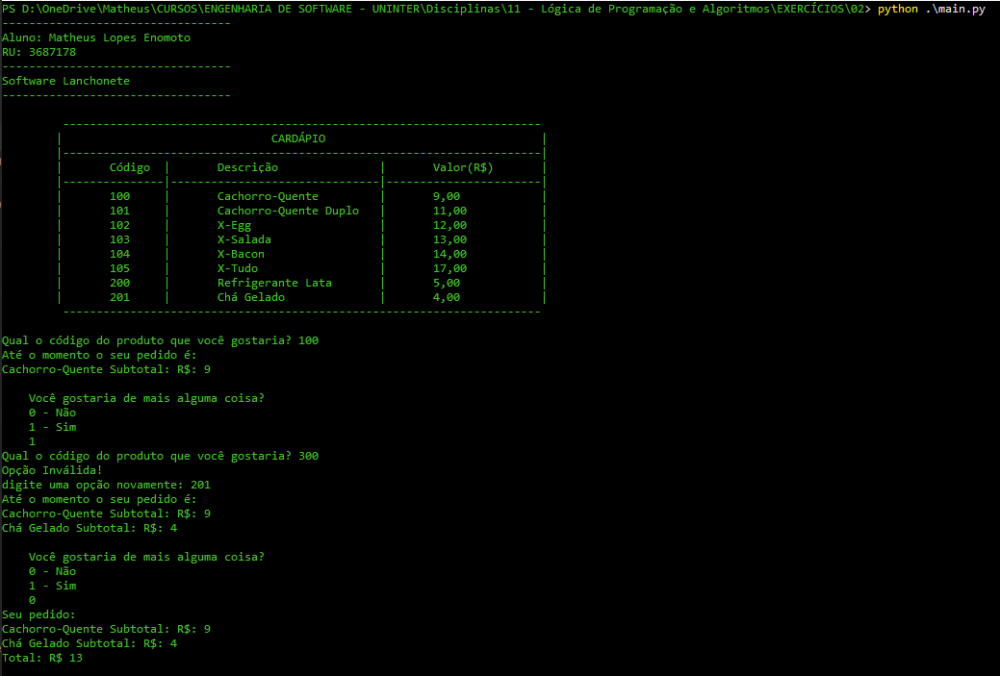 PS D:\OneDrive\Matheus\CURSOS\ENGENHARIA DE SOFTWARE - UNINTER\Disciplinas\11 - Lógica de Programação e Algoritmos\EXERCÍCIOS\02> python .\main.py
----------------------------------
Aluno: Matheus Lopes Enomoto
RU: 3687178
----------------------------------
Software Lanchonete
----------------------------------
-----------------------------------------------------------------------
| CARDÁPIO |
|-----------------------------------------------------------------------|
| Código | Descrição | Valor(R$) |
|---------------|-------------------------------|-----------------------|
| 100 | Cachorro-Quente | 9,00 |
| 101 | Cachorro-Quente Duplo | 11,00 |
| 102 | X-Egg | 12,00 |
| 103 | X-Salada | 13,00 |
| 104 | X-Bacon | 14,00 |
| 105 | X-Tudo | 17,00 |
| 200 | Refrigerante Lata | 5,00 |
| 201 | Chá Gelado | 4,00 |
-----------------------------------------------------------------------
Qual o código do produto que você gostaria? 100
Até o momento o seu pedido é:
Cachorro-Quente Subtotal: R$: 9
Você gostaria de mais alguma coisa?
0 - Não
1 - Sim
1
Qual o código do produto que você gostaria? 300
Opção Inválida!
digite uma opção novamente: 201
Até o momento o seu pedido é:
Cachorro-Quente Subtotal: R$: 9
Chá Gelado Subtotal: R$: 4
Você gostaria de mais alguma coisa?
0 - Não
1 - Sim
0
Seu pedido:
Cachorro-Quente Subtotal: R$: 9
Chá Gelado Subtotal: R$: 4
Total: R$ 13